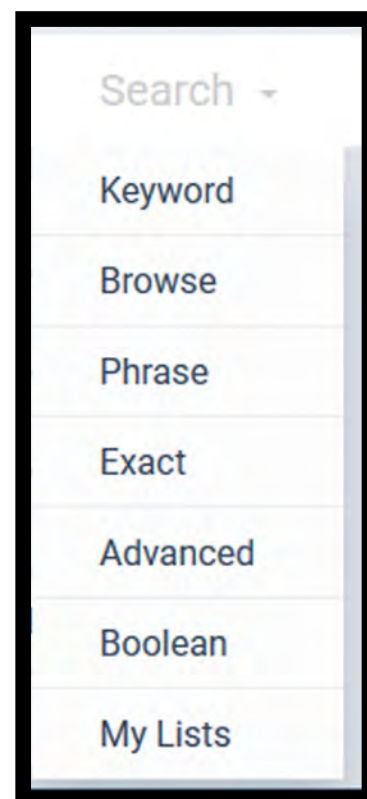 Search
Keyword
Browse
Phrase
Exact
Advanced
Boolean
My Lists